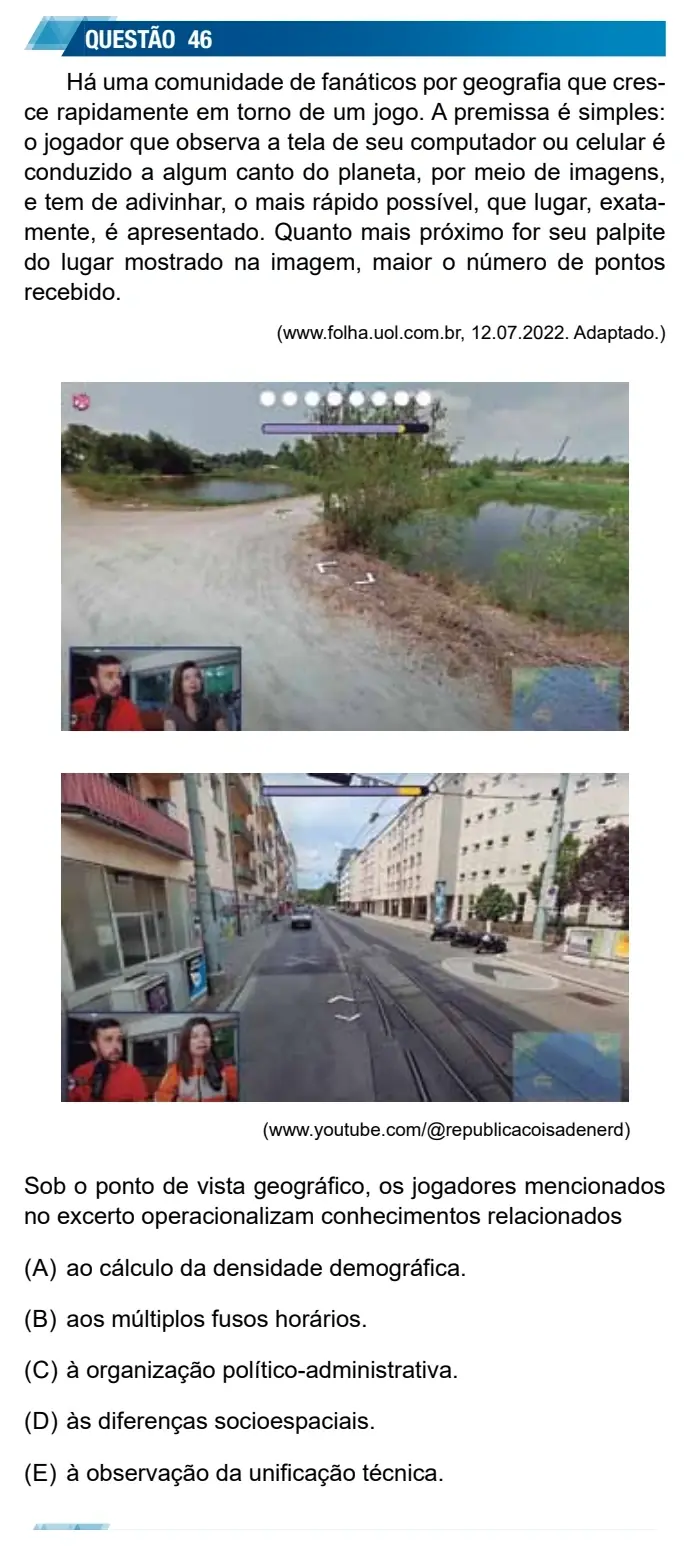 QUESTÃO 46
Há uma comunidade de fanáticos por geografia que cres-
ce rapidamente em torno de um jogo. A premissa é simples:
o jogador que observa a tela de seu computador ou celular é
conduzido a algum canto do planeta, por meio de imagens,
e tem de adivinhar, o mais rápido possível, que lugar, exata-
mente, é apresentado. Quanto mais próximo for seu palpite
do lugar mostrado na imagem, maior o número de pontos
recebido.
(www.folha.uol.com.br, 12.07.2022. Adaptado.)
(www.youtube.com/@republicacoisadenerd)
Sob o ponto de vista geográfico, os jogadores mencionados
no excerto operacionalizam conhecimentos relacionados
(A) ao cálculo da densidade demográfica.
(B) aos múltiplos fusos horários.
(C) à organização político-administrativa.
(D) às diferenças socioespaciais.
(E) à observação da unificação técnica.